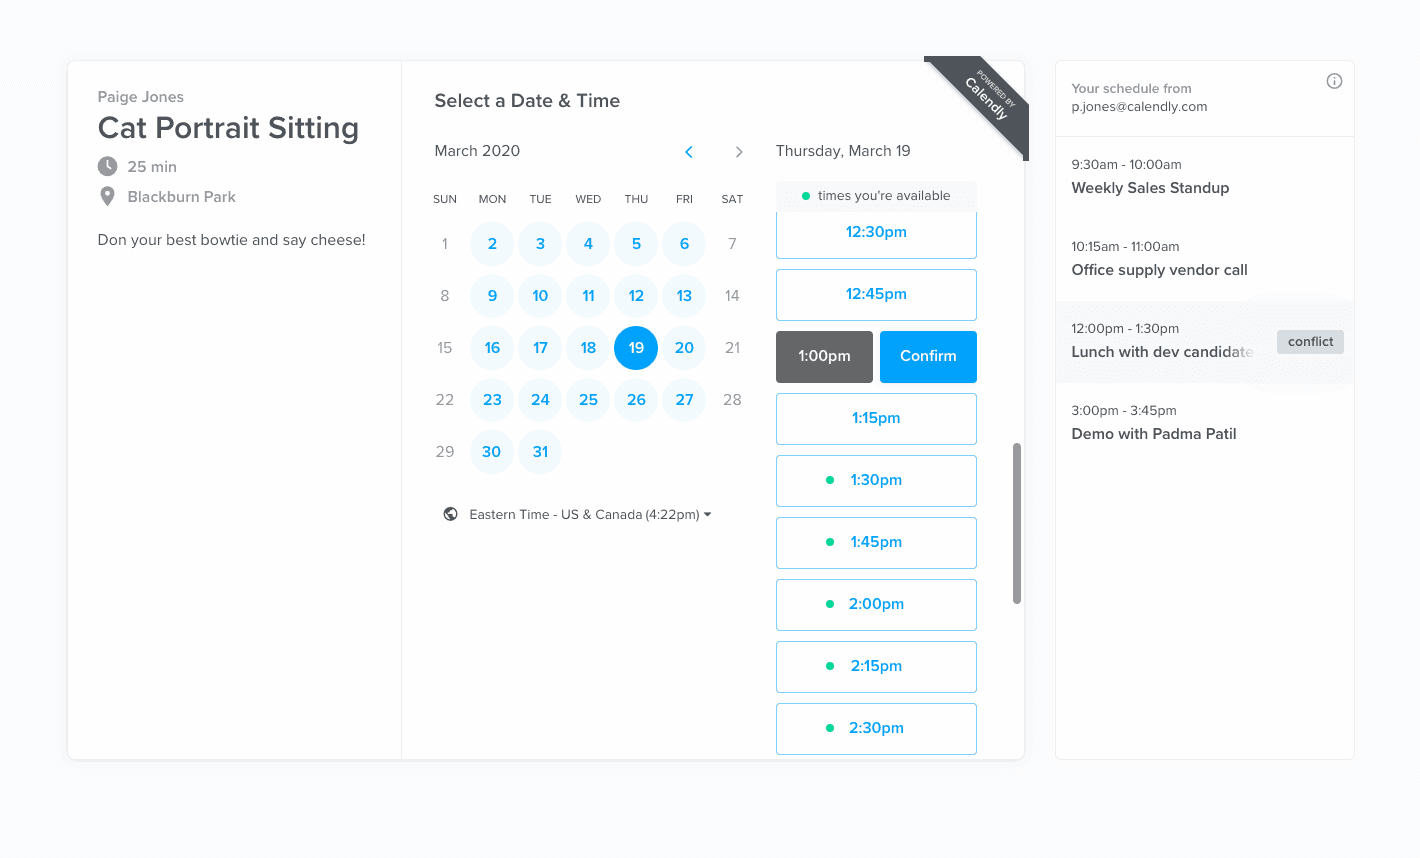 Paige Jones
Cat Portrait Sitting
25 min
Blackburn Park
Don your best bowtie and say cheese!
Select a Date & Time
POWERED BY
Calendly
March 2020
SUN MON TUE WED THU FRI SAT
1 2 3 4 5 6 7
8 9 10 11 12 13 14
15 16 17 18 19 20 21
22 23 24 25 26 27 28
29 30 31
Eastern Time - US & Canada (4:22pm)
Thursday, March 19
times you're available
12:30pm
12:45pm
1:00pm Confirm
1:15pm
1:30pm
1:45pm
2:00pm
2:15pm
2:30pm
Your schedule from
p.jones@calendly.com
9:30am - 10:00am
Weekly Sales Standup
10:15am - 11:00am
Office supply vendor call
12:00pm - 1:30pm
Lunch with dev candidate
conflict
3:00pm - 3:45pm
Demo with Padma Patil